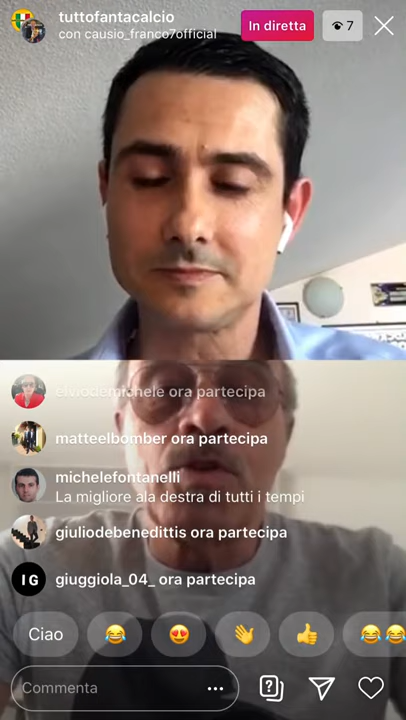 tuttofantacalcio
con causio_franco7official
In diretta
7
elviodemichele ora partecipa
matteelbomber ora partecipa
michelefontanelli
La migliore ala destra di tutti i tempi
giuliodebenedittis ora partecipa
I G
giuggiola_04_ ora partecipa
Ciao
Commenta